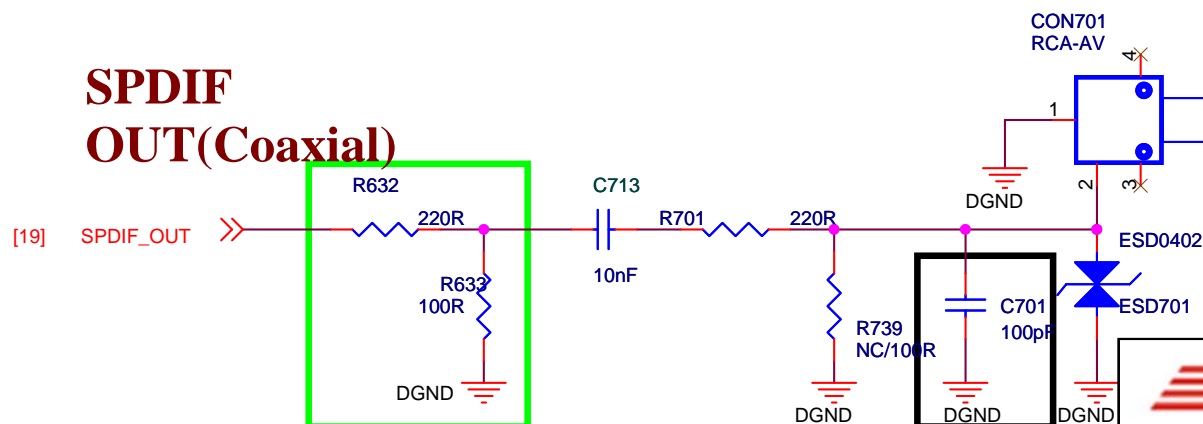 CON701
RCA-AV
SPDIF
OUT(Coaxial)
4
1
R632
C713
2
3
DGND
[19] SPDIF_OUT
220R
R701
220R
ESD0402
10nF
R633
100R
C701
100pF
ESD701
R739
NC/100R
DGND
DGND
DGND
DGND